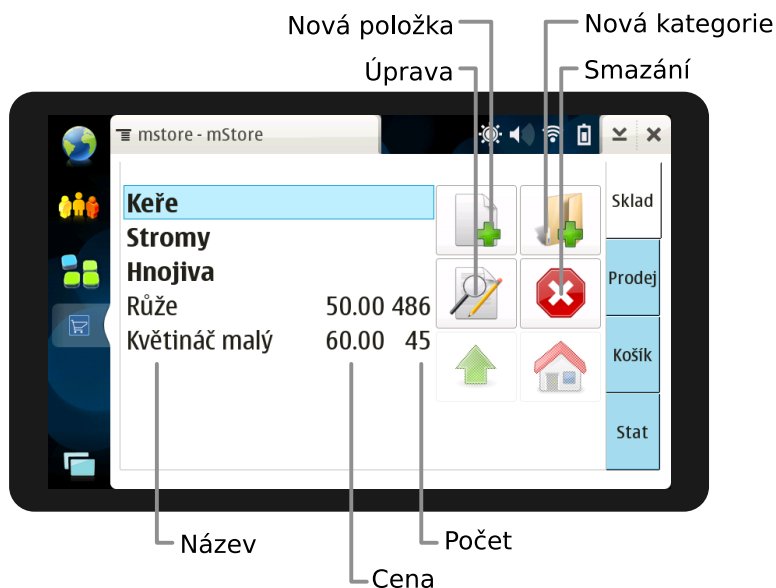 Nová položka
Nová kategorie
Úprava
Smazání
mstore - mStore
Keře
Stromy
Hnojiva
Růže 50.00 486
Květináč malý 60.00 45
Sklad
Prodej
Košík
Stat
Název
Počet
Cena